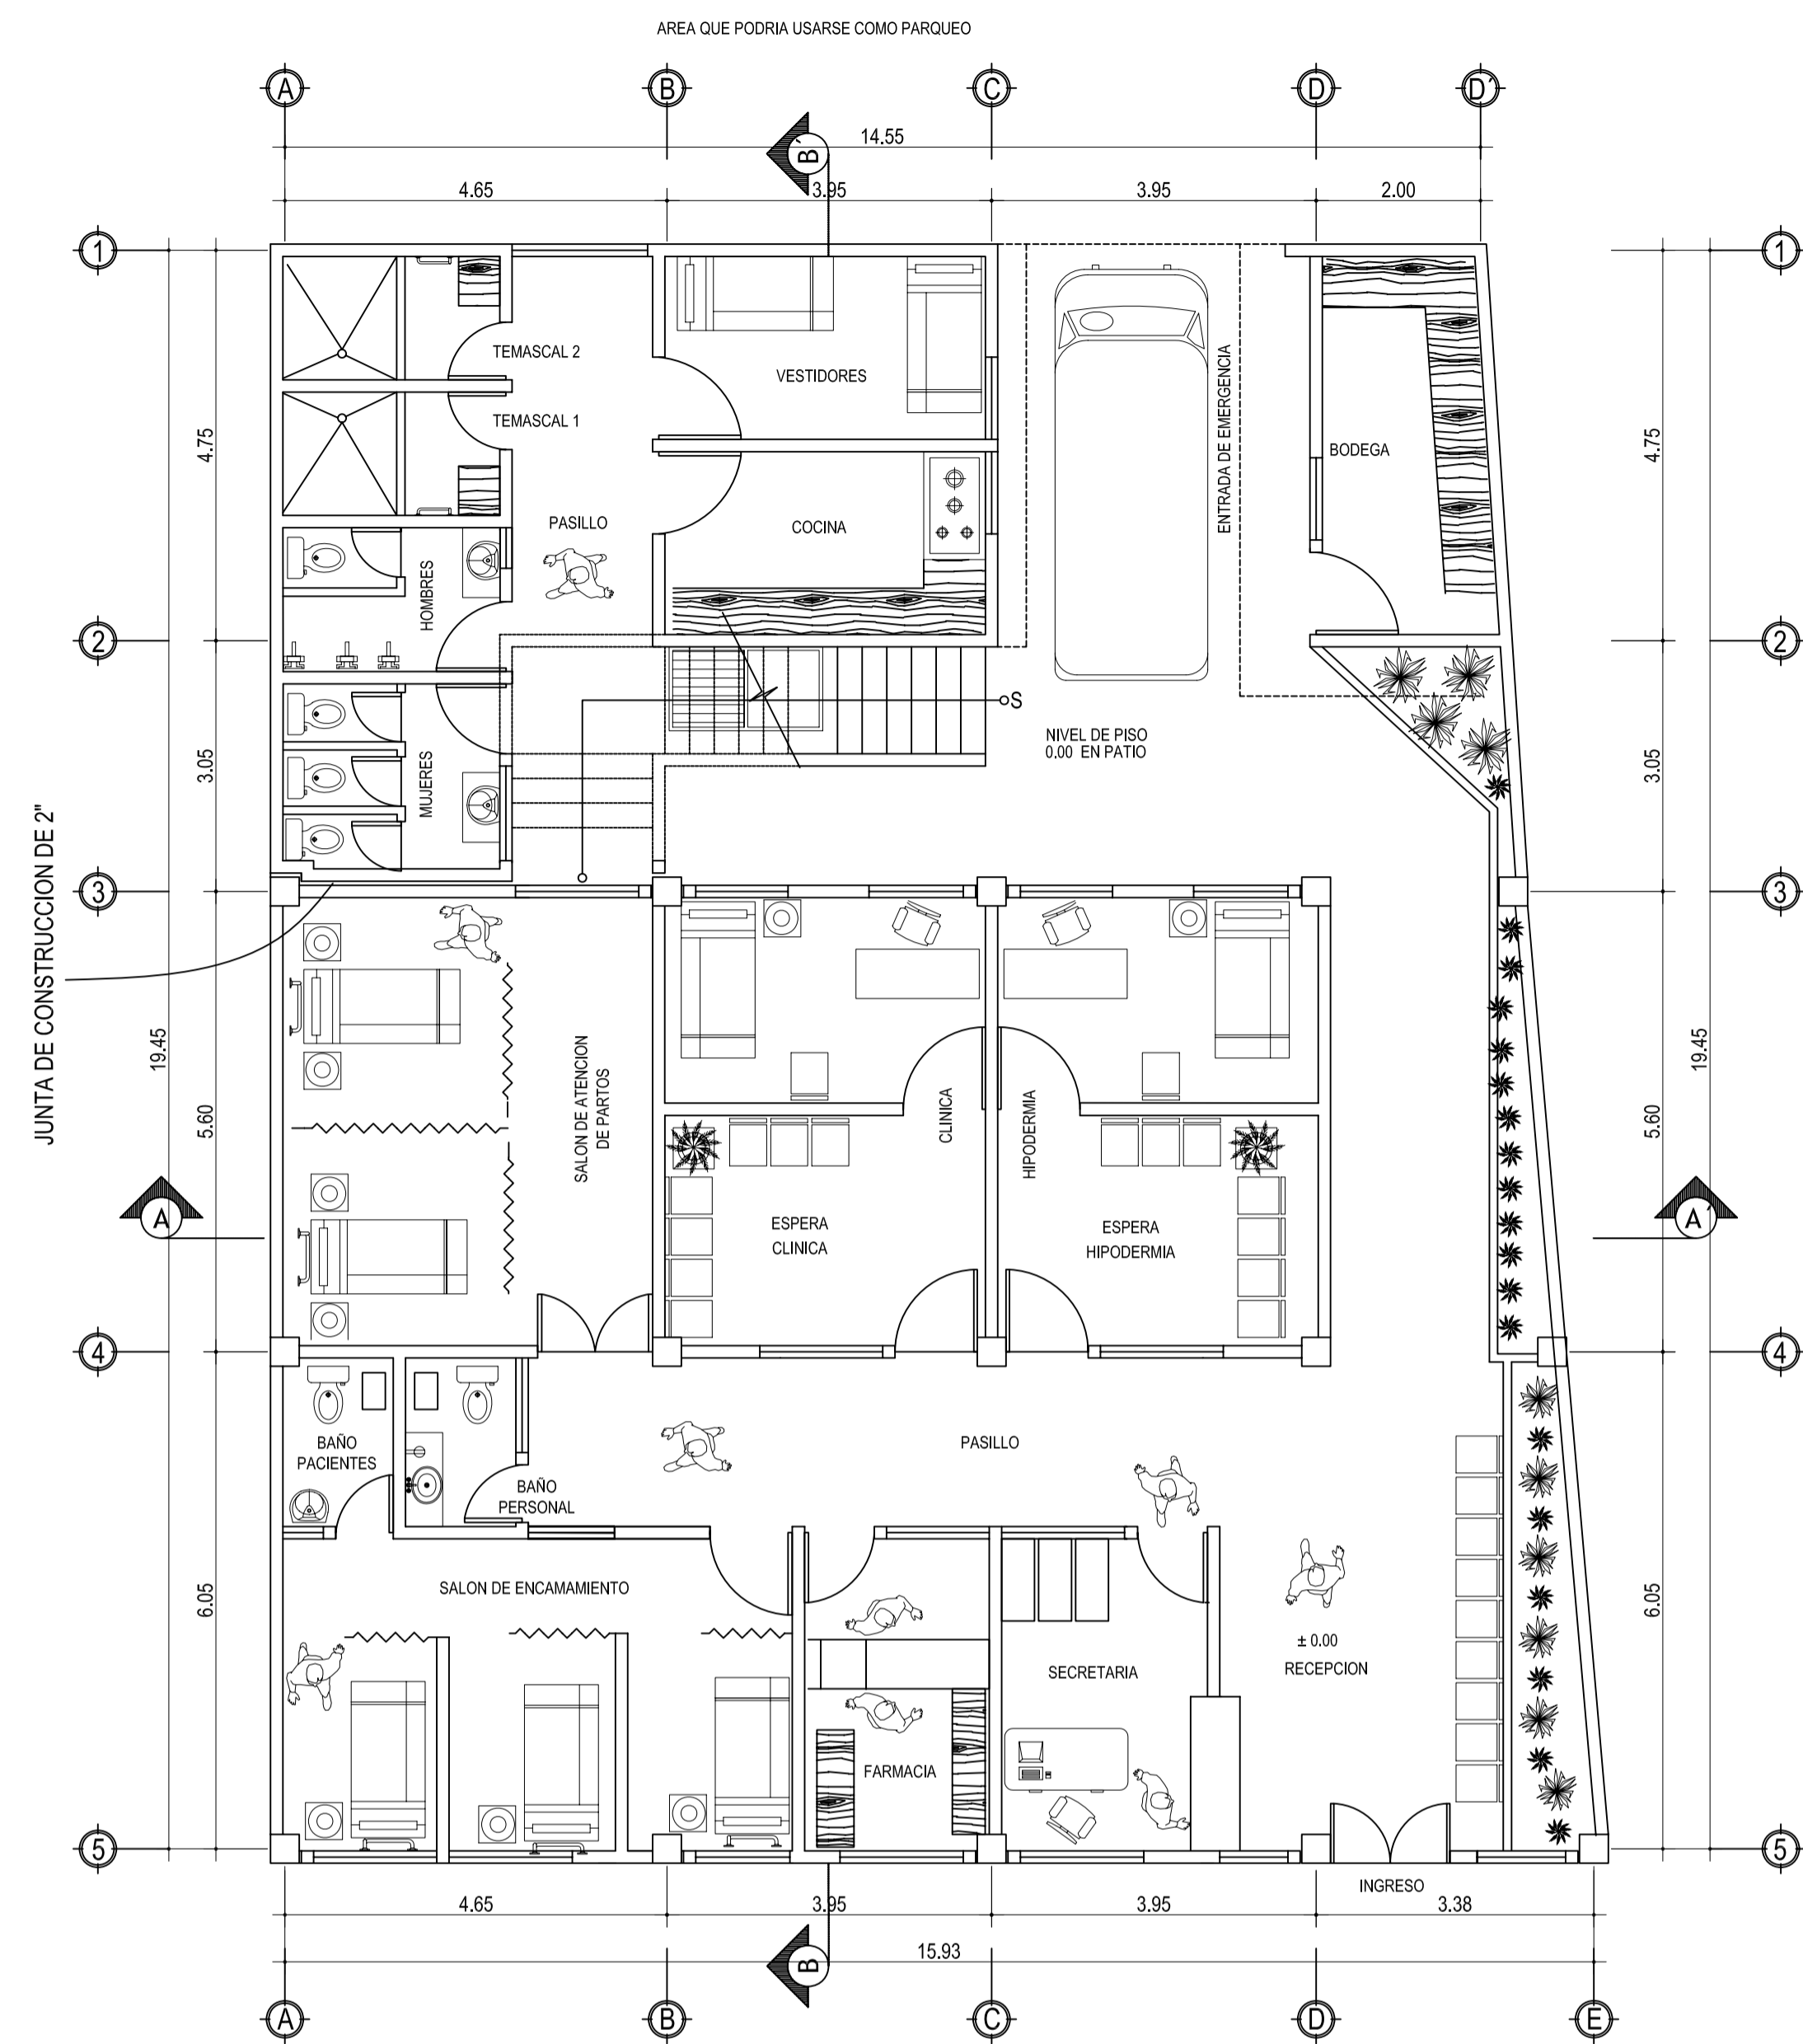 AREA QUE PODRIA USARSE COMO PARQUEO
A
B
C
D
D´
14.55
B´
4.65
3.95
3.95
2.00
1
1
TEMASCAL 2
VESTIDORES
ENTRADA DE EMERGENCIA
TEMASCAL 1
4.75
BODEGA
4.75
PASILLO
COCINA
HOMBRES
2
2
S
NIVEL DE PISO
0.00 EN PATIO
3.05
MUJERES
3.05
JUNTA DE CONSTRUCCION DE 2"
3
3
19.45
19.45
SALON DE ATENCION
DE PARTOS
CLINICA
HIPODERMIA
5.60
5.60
A
ESPERA
CLINICA
ESPERA
HIPODERMIA
A´
4
4
BAÑO
PACIENTES
PASILLO
BAÑO
PERSONAL
SALON DE ENCAMAMIENTO
6.05
6.05
± 0.00
RECEPCION
SECRETARIA
FARMACIA
5
5
INGRESO
4.65
3.95
3.95
3.38
15.93
B
A
B
C
D
E